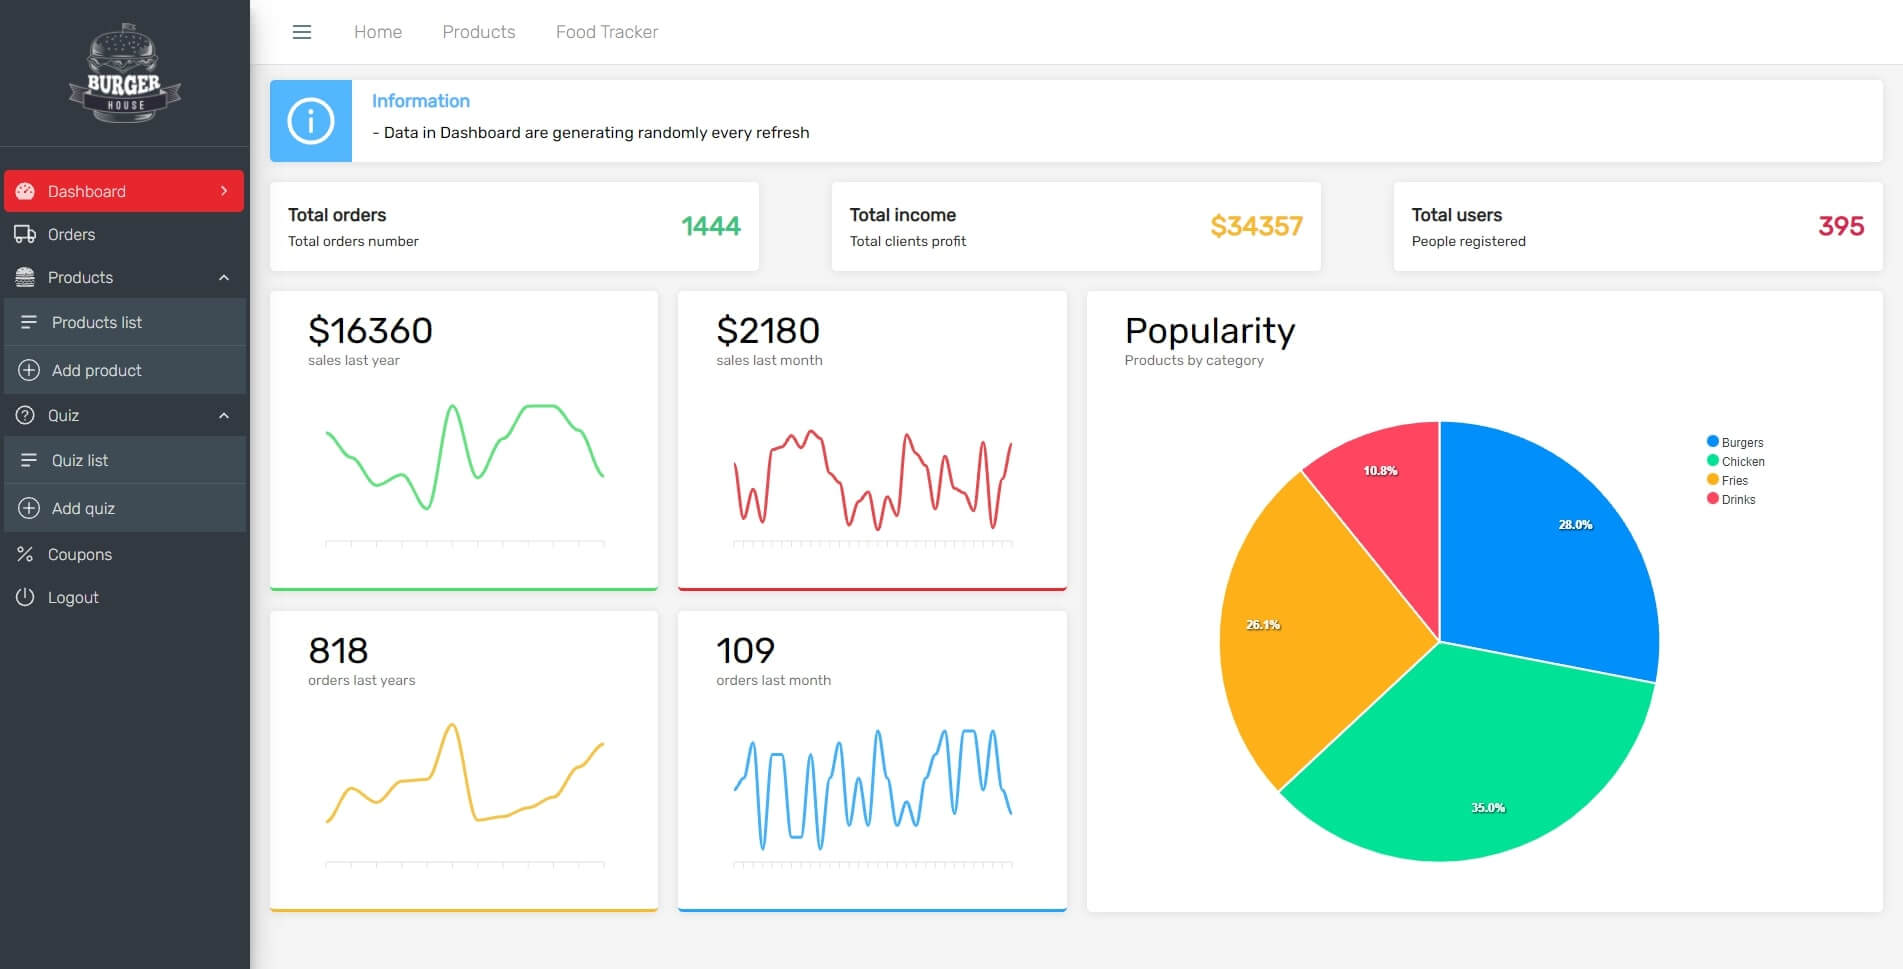 BURGER
HOUSE
Dashboard
Orders
Products
Products list
Add product
Quiz
Quiz list
Add quiz
Coupons
Logout
Home Products Food Tracker
Information
- Data in Dashboard are generating randomly every refresh
Total orders
Total orders number
1444
Total income
Total clients profit
$34357
Total users
People registered
395
$16360
sales last year
$2180
sales last month
818
orders last years
109
orders last month
Popularity
Products by category
Burgers
Chicken
Fries
Drinks
10.8%
28.0%
26.1%
35.0%